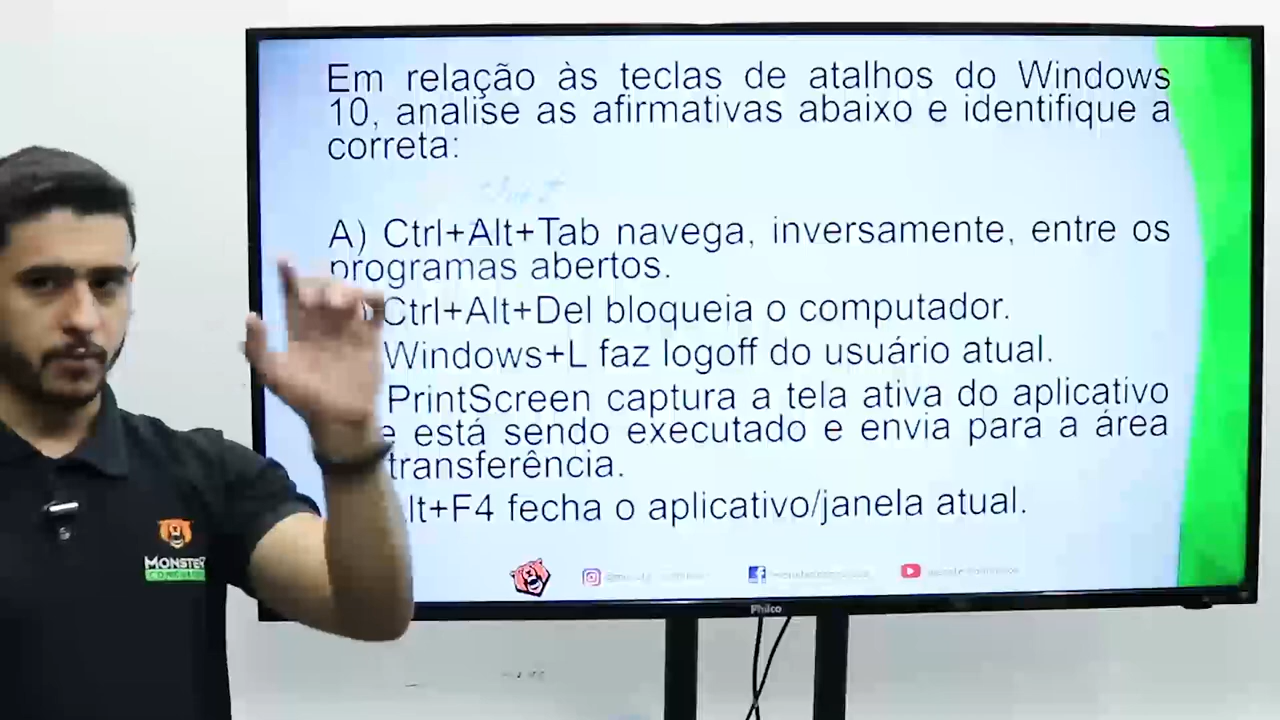 Em relação às teclas de atalhos do Windows
10, analise as afirmativas abaixo e identifique a
correta:
A) Ctrl+Alt+Tab navega, inversamente, entre os
programas abertos.
Ctrl+Alt+Del bloqueia o computador.
Windows+L faz logoff do usuário atual.
PrintScreen captura a tela ativa do aplicativo
e está sendo executado e envia para a área
transferência.
lt+F4 fecha o aplicativo/janela atual.
Philco
MONSTER
CONCURSOS